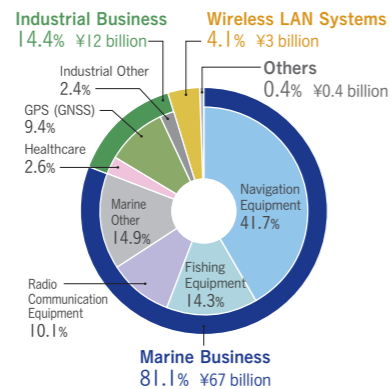 Industrial Business
14.4% ¥12 billion
Wireless LAN Systems
4.1% ¥3 billion
Others
0.4% ¥0.4 billion
Industrial Other
2.4%
GPS (GNSS)
9.4%
Healthcare
2.6%
Marine
Other
14.9%
Navigation
Equipment
41.7%
Fishing
Equipment
14.3%
Radio
Communication
Equipment
10.1%
Marine Business
81.1% ¥67 billion